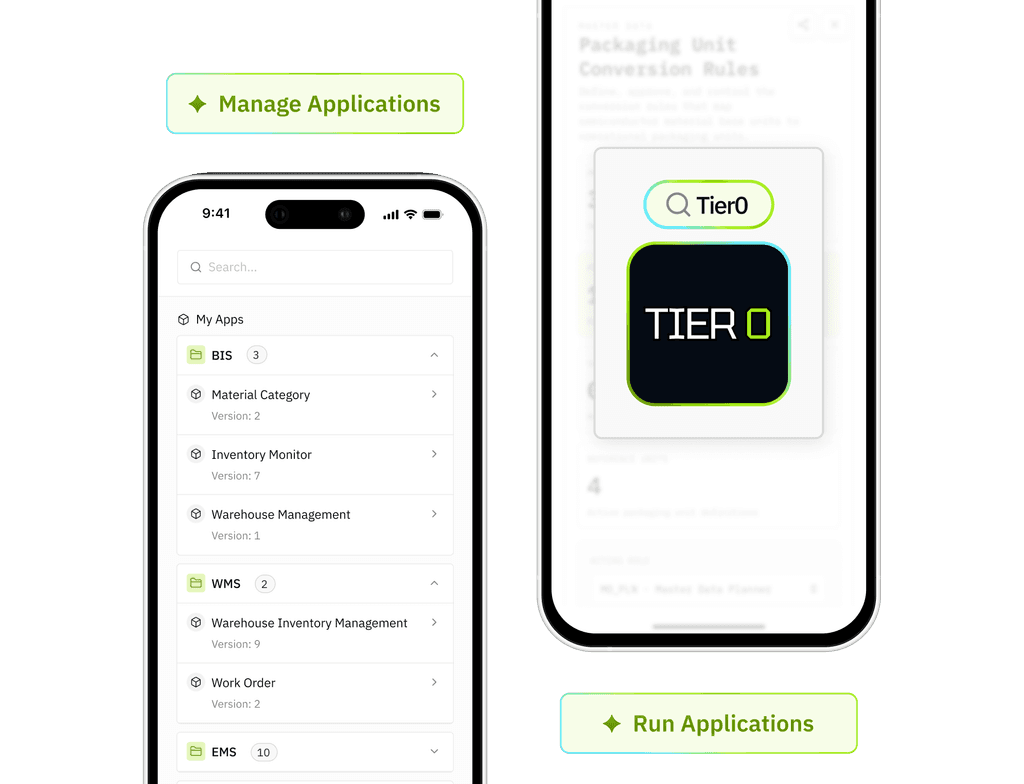 Manage Applications
9:41
Search...
My Apps
BIS 3
Material Category
Version: 2
Inventory Monitor
Version: 7
Warehouse Management
Version: 1
WMS 2
Warehouse Inventory Management
Version: 9
Work Order
Version: 2
EMS 10
Packaging Unit
Conversion Rules
Tier0
TIER 0
4
Run Applications